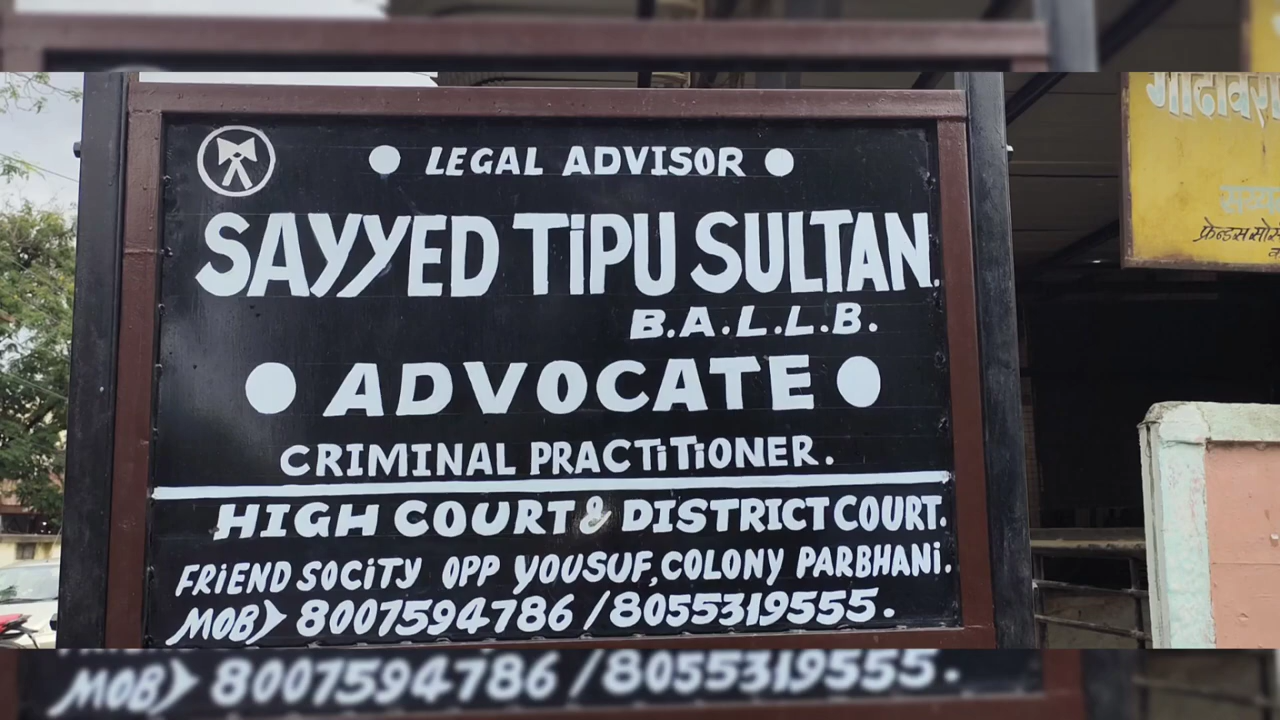 LEGAL ADVISOR
SAYYED TiPU SULTAN.
B.A.L.L.B.
ADVOCATE
CRIMINAL PRACTiTiONER.
HIGH COURT & DISTRICT COURT.
FRiEND SOCiTY OPP YOUSUF, COLONY PARBHANi.
MOB> 8007594786 / 8055319555.
MOB> 8007594786 / 8055319555.